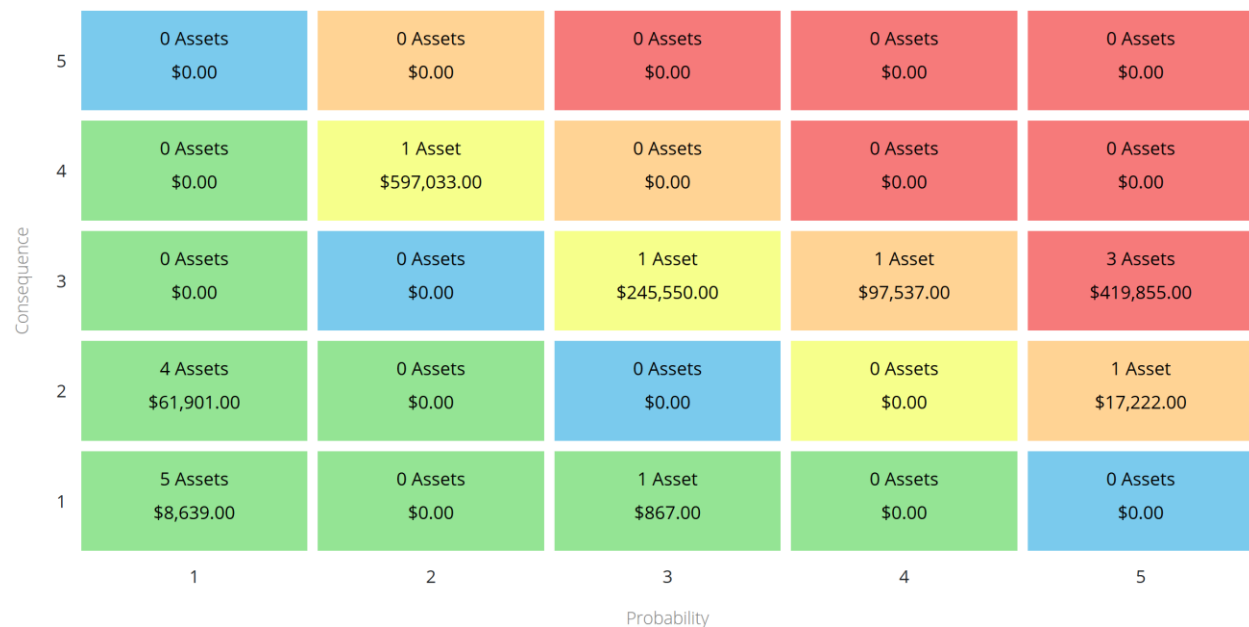 0 Assets
$0.00
0 Assets
$0.00
0 Assets
$0.00
0 Assets
$0.00
0 Assets
$0.00
5
0 Assets
$0.00
1 Asset
$597,033.00
0 Assets
$0.00
0 Assets
$0.00
0 Assets
$0.00
4
0 Assets
$0.00
0 Assets
$0.00
1 Asset
$245,550.00
1 Asset
$97,537.00
3 Assets
$419,855.00
3
Consequence
4 Assets
$61,901.00
0 Assets
$0.00
0 Assets
$0.00
0 Assets
$0.00
1 Asset
$17,222.00
2
5 Assets
$8,639.00
0 Assets
$0.00
1 Asset
$867.00
0 Assets
$0.00
0 Assets
$0.00
1
1
2
3
4
5
Probability